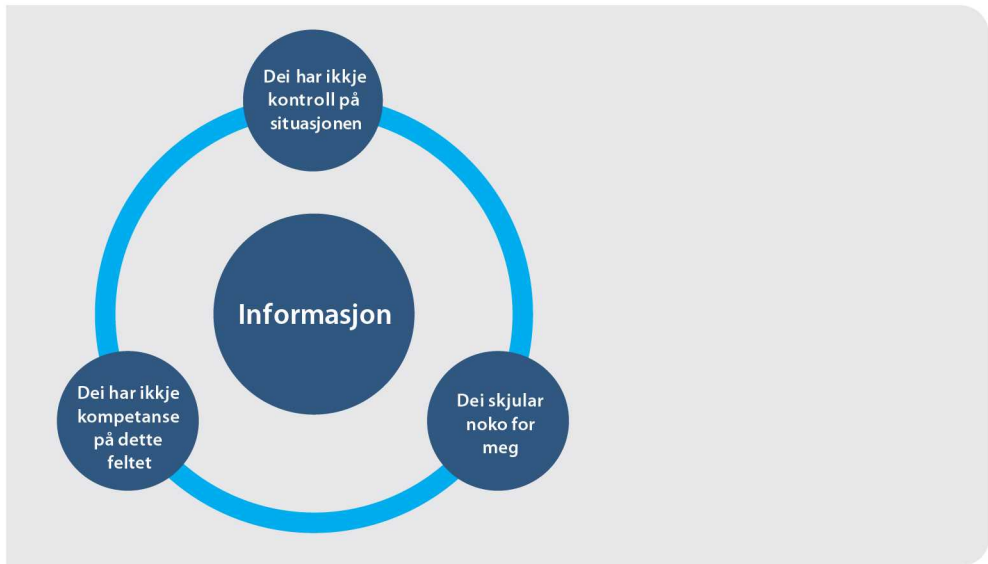 Dei har ikkje
kontroll på
situasjonen
Informasjon
Dei har ikkje
kompetanse
på dette
feltet
Dei skjular
noko for
meg